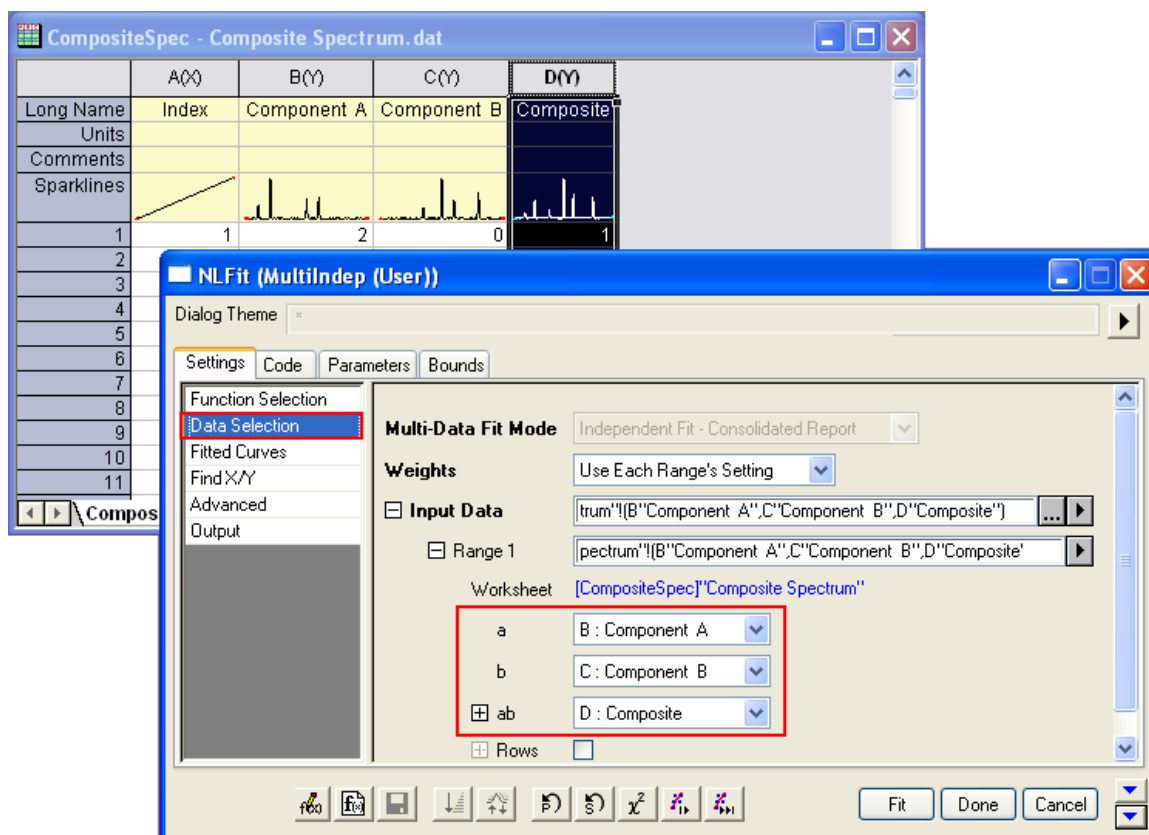 CompositeSpec - Composite Spectrum.dat
A(X) B(Y) C(Y) D(Y)
Long Name Index Component A Component B Composite
Units
Comments
Sparklines
1 1 2 0 1
2
3
4
5
6
7
8
9
10
11
Compos
NLFit (MultiIndep (User))
Dialog Theme *
Settings Code Parameters Bounds
Function Selection
Data Selection
Fitted Curves
Find X/Y
Advanced
Output
Multi-Data Fit Mode Independent Fit - Consolidated Report
Weights Use Each Range's Setting
Input Data trum"!(B"Component A",C"Component B",D"Composite") ...
Range 1 pectrum"!(B"Component A",C"Component B",D"Composite'
Worksheet [CompositeSpec]"Composite Spectrum"
a B : Component A
b C : Component B
ab D : Composite
Rows
Fit Done Cancel